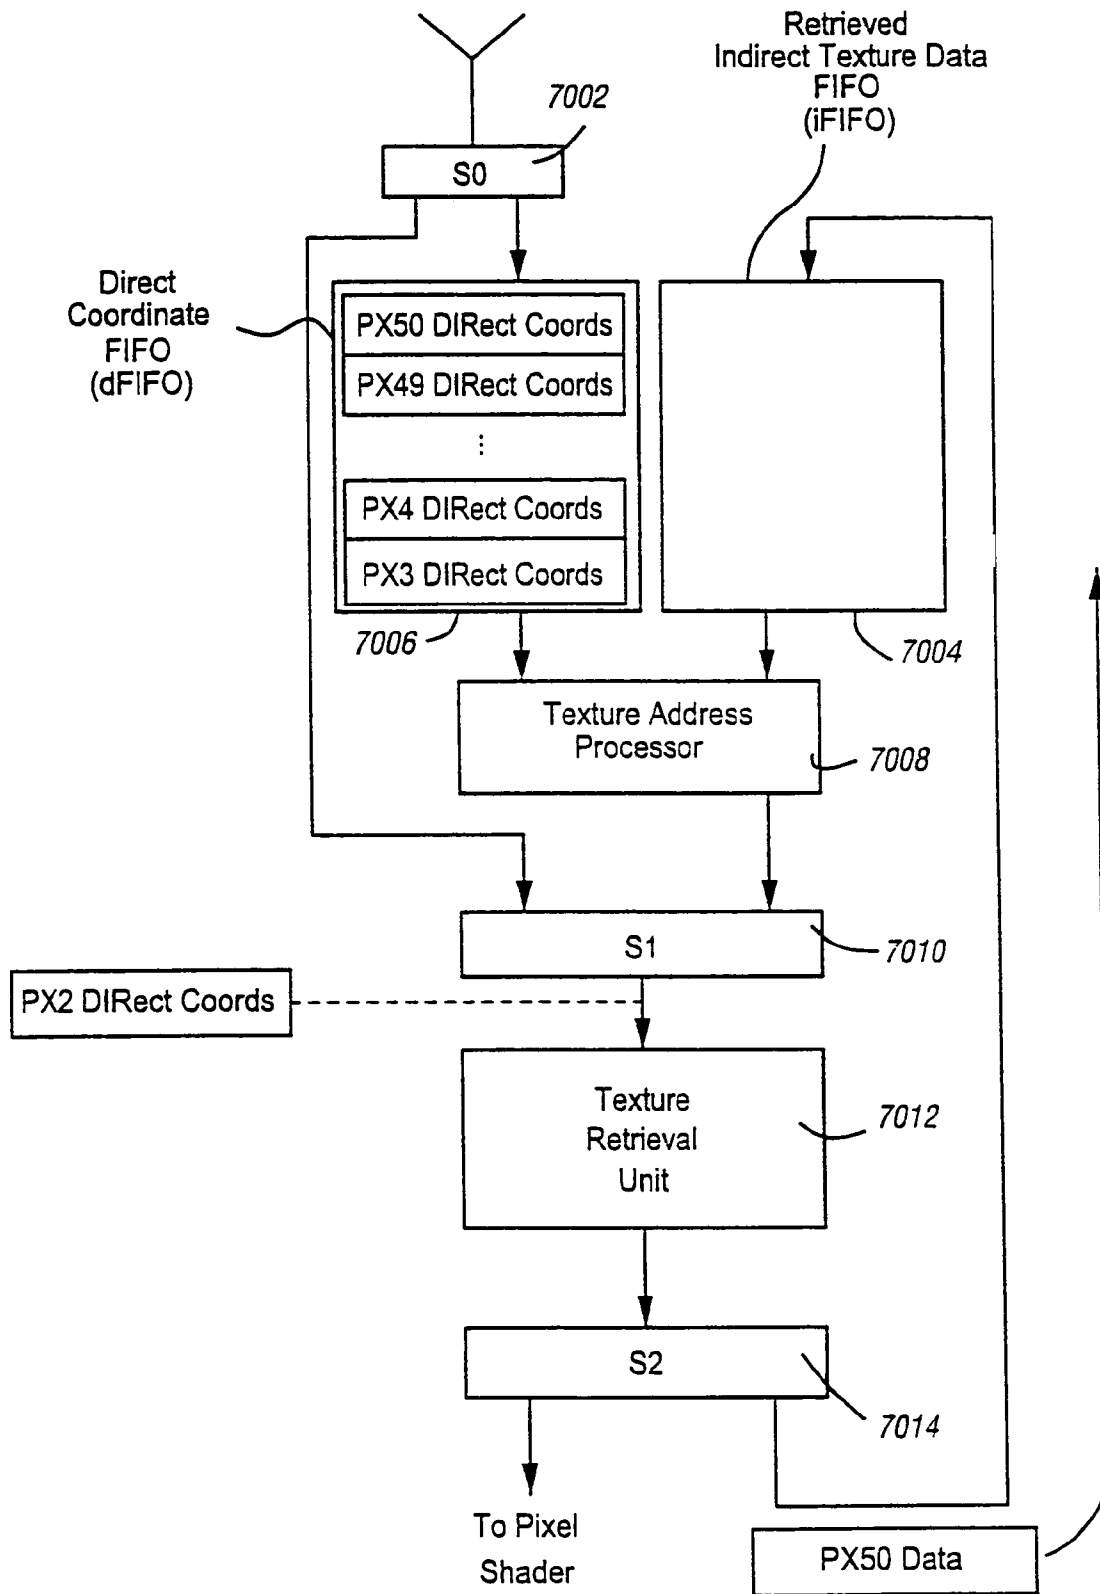 Retrieved
Indirect Texture Data
FIFO
(iFIFO)
7002
S0
Direct
Coordinate
FIFO
(dFIFO)
PX50 DIRect Coords
PX49 DIRect Coords
⋮
PX4 DIRect Coords
PX3 DIRect Coords
7006
7004
Texture Address
Processor
7008
S1
7010
PX2 DIRect Coords
Texture
Retrieval
Unit
7012
S2
7014
To Pixel
Shader
PX50 Data